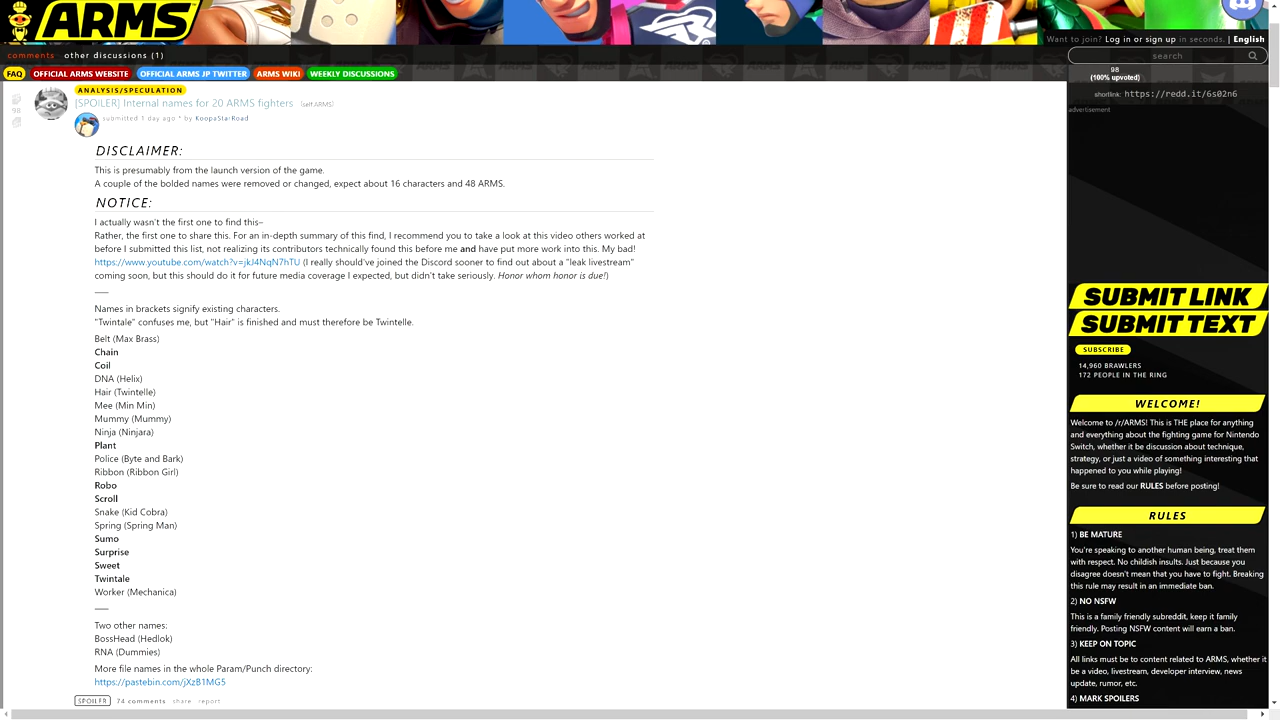 ARMS
Want to join? Log in or sign up in seconds. | English
comments other discussions (1)
search
FAQ OFFICIAL ARMS WEBSITE OFFICIAL ARMS JP TWITTER ARMS WIKI WEEKLY DISCUSSIONS
98
(100% upvoted)
shortlink: https://redd.it/6s02n6
advertisement
98
ANALYSIS/SPECULATION
[SPOILER] Internal names for 20 ARMS fighters (self.ARMS)
submitted 1 day ago * by KoopaStarRoad
DISCLAIMER:
This is presumably from the launch version of the game.
A couple of the bolded names were removed or changed, expect about 16 characters and 48 ARMS.
NOTICE:
I actually wasn't the first one to find this–
Rather, the first one to share this. For an in-depth summary of this find, I recommend you to take a look at this video others worked at
before I submitted this list, not realizing its contributors technically found this before me and have put more work into this. My bad!
https://www.youtube.com/watch?v=jkJ4NqN7hTU (I really should've joined the Discord sooner to find out about a "leak livestream"
coming soon, but this should do it for future media coverage I expected, but didn't take seriously. Honor whom honor is due!)
Names in brackets signify existing characters.
"Twintale" confuses me, but "Hair" is finished and must therefore be Twintelle.
Belt (Max Brass)
Chain
Coil
DNA (Helix)
Hair (Twintelle)
Mee (Min Min)
Mummy (Mummy)
Ninja (Ninjara)
Plant
Police (Byte and Bark)
Ribbon (Ribbon Girl)
Robo
Scroll
Snake (Kid Cobra)
Spring (Spring Man)
Sumo
Surprise
Sweet
Twintale
Worker (Mechanica)
Two other names:
BossHead (Hedlok)
RNA (Dummies)
More file names in the whole Param/Punch directory:
https://pastebin.com/jXzB1MG5
SPOILER 74 comments share report
SUBMIT LINK
SUBMIT TEXT
SUBSCRIBE
14,960 BRAWLERS
172 PEOPLE IN THE RING
WELCOME!
Welcome to /r/ARMS! This is THE place for anything
and everything about the fighting game for Nintendo
Switch, whether it be discussion about technique,
strategy, or just a video of something interesting that
happened to you while playing!
Be sure to read our RULES before posting!
RULES
1) BE MATURE
You're speaking to another human being, treat them
with respect. No childish insults. Just because you
disagree doesn't mean that you have to fight. Breaking
this rule may result in an immediate ban.
2) NO NSFW
This is a family friendly subreddit, keep it family
friendly. Posting NSFW content will earn a ban.
3) KEEP ON TOPIC
All links must be to content related to ARMS, whether it
be a video, livestream, developer interview, news
update, rumor, etc.
4) MARK SPOILERS